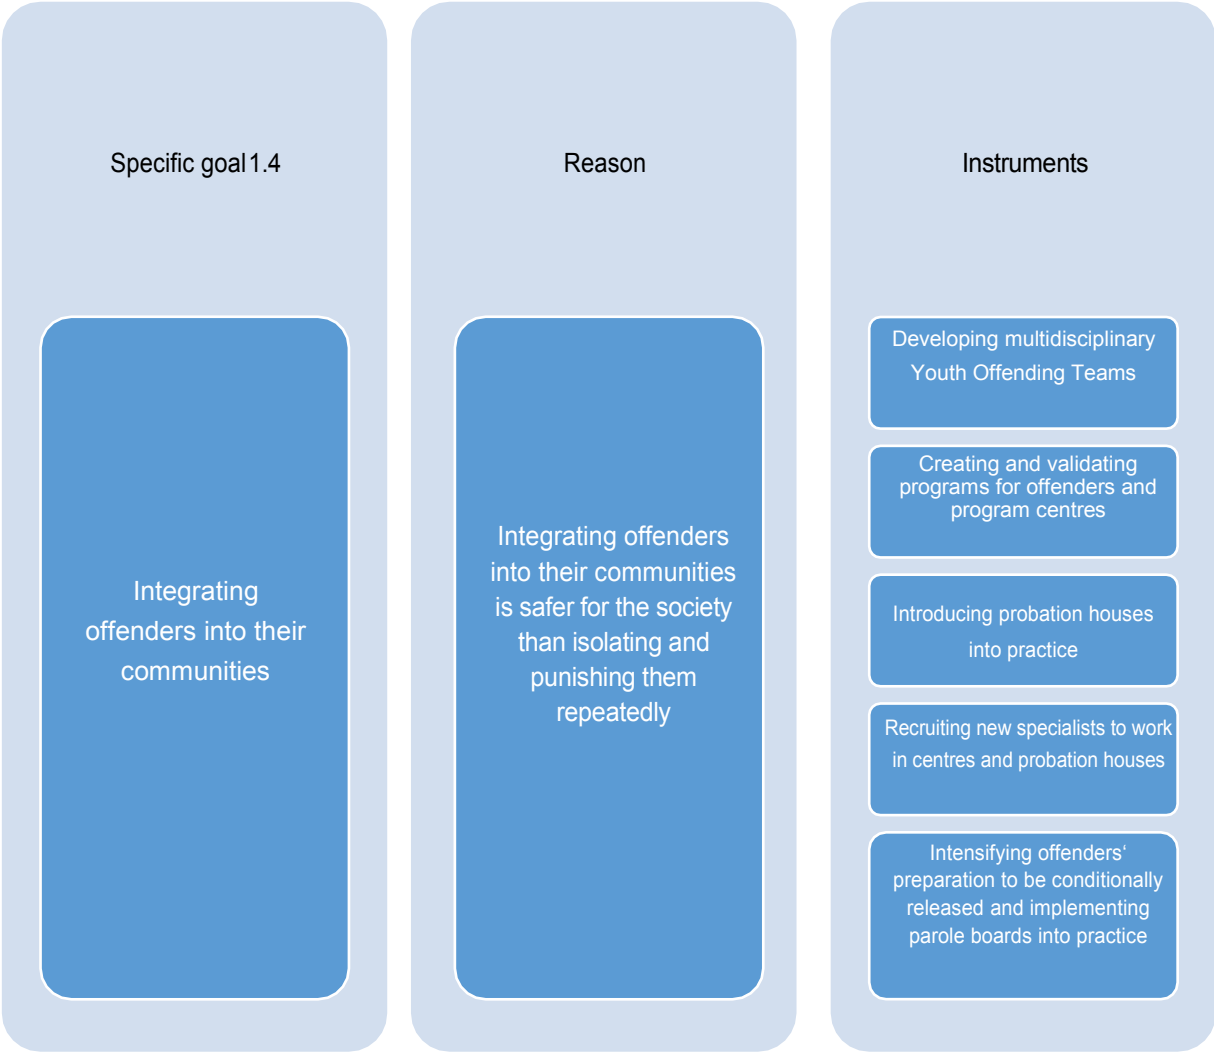 Specific goal 1.4
Integrating
offenders into their
communities
Reason
Integrating offenders
into their communities
is safer for the society
than isolating and
punishing them
repeatedly
Instruments
Developing multidisciplinary
Youth Offending Teams
Creating and validating
programs for offenders and
program centres
Introducing probation houses
into practice
Recruiting new specialists to work
in centres and probation houses
Intensifying offenders‘
preparation to be conditionally
released and implementing
parole boards into practice